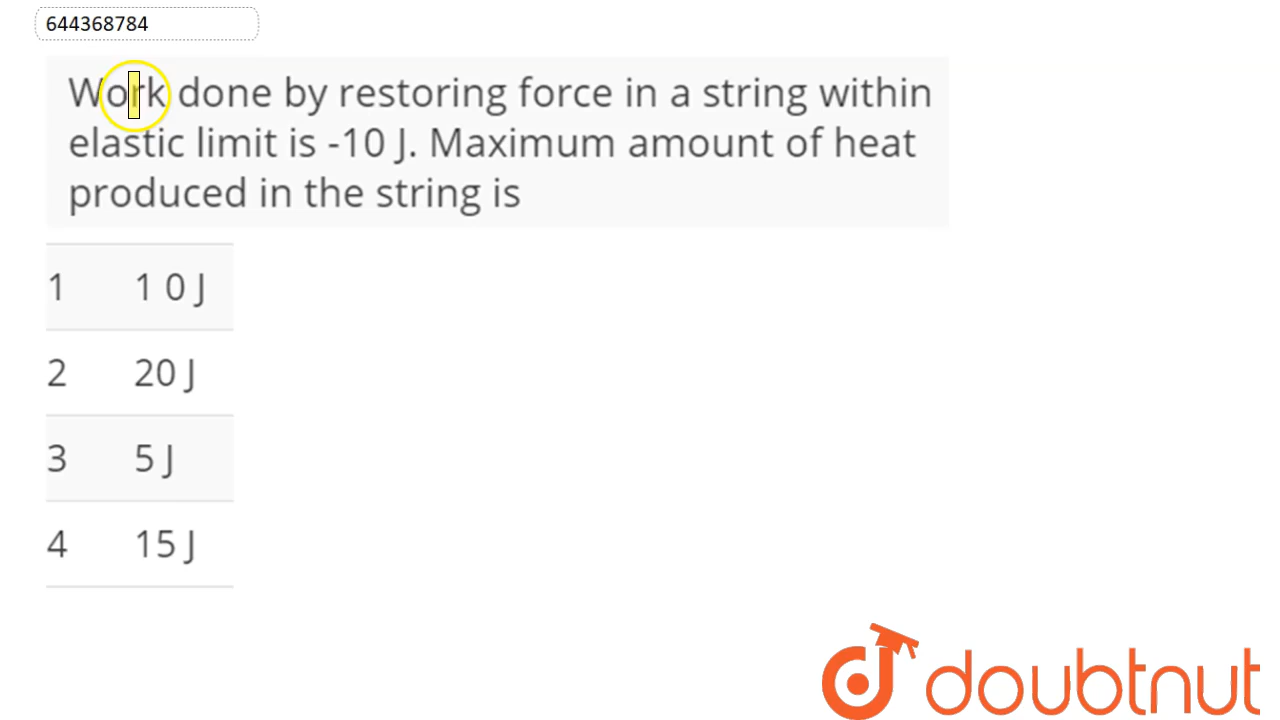 644368784
Work done by restoring force in a string within
elastic limit is -10 J. Maximum amount of heat
produced in the string is
1 1 0 J
2 20 J
3 5 J
4 15 J
doubtnut